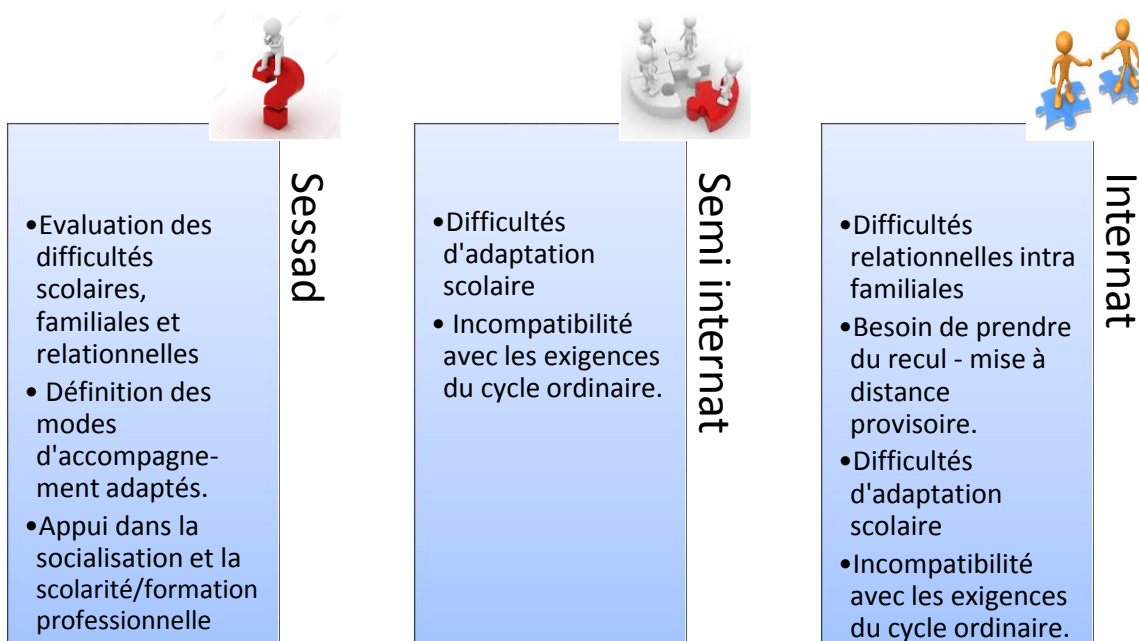 Sessad
•Evaluation des
difficultés
scolaires,
familiales et
relationnelles
• Définition des
modes
d'accompagne-
ment adaptés.
•Appui dans la
socialisation et la
scolarité/formation
professionnelle
Semi internat
•Difficultés
d'adaptation
scolaire
• Incompatibilité
avec les exigences
du cycle ordinaire.
Internat
•Difficultés
relationnelles intra
familiales
•Besoin de prendre
du recul - mise à
distance
provisoire.
•Difficultés
d'adaptation
scolaire
•Incompatibilité
avec les exigences
du cycle ordinaire.